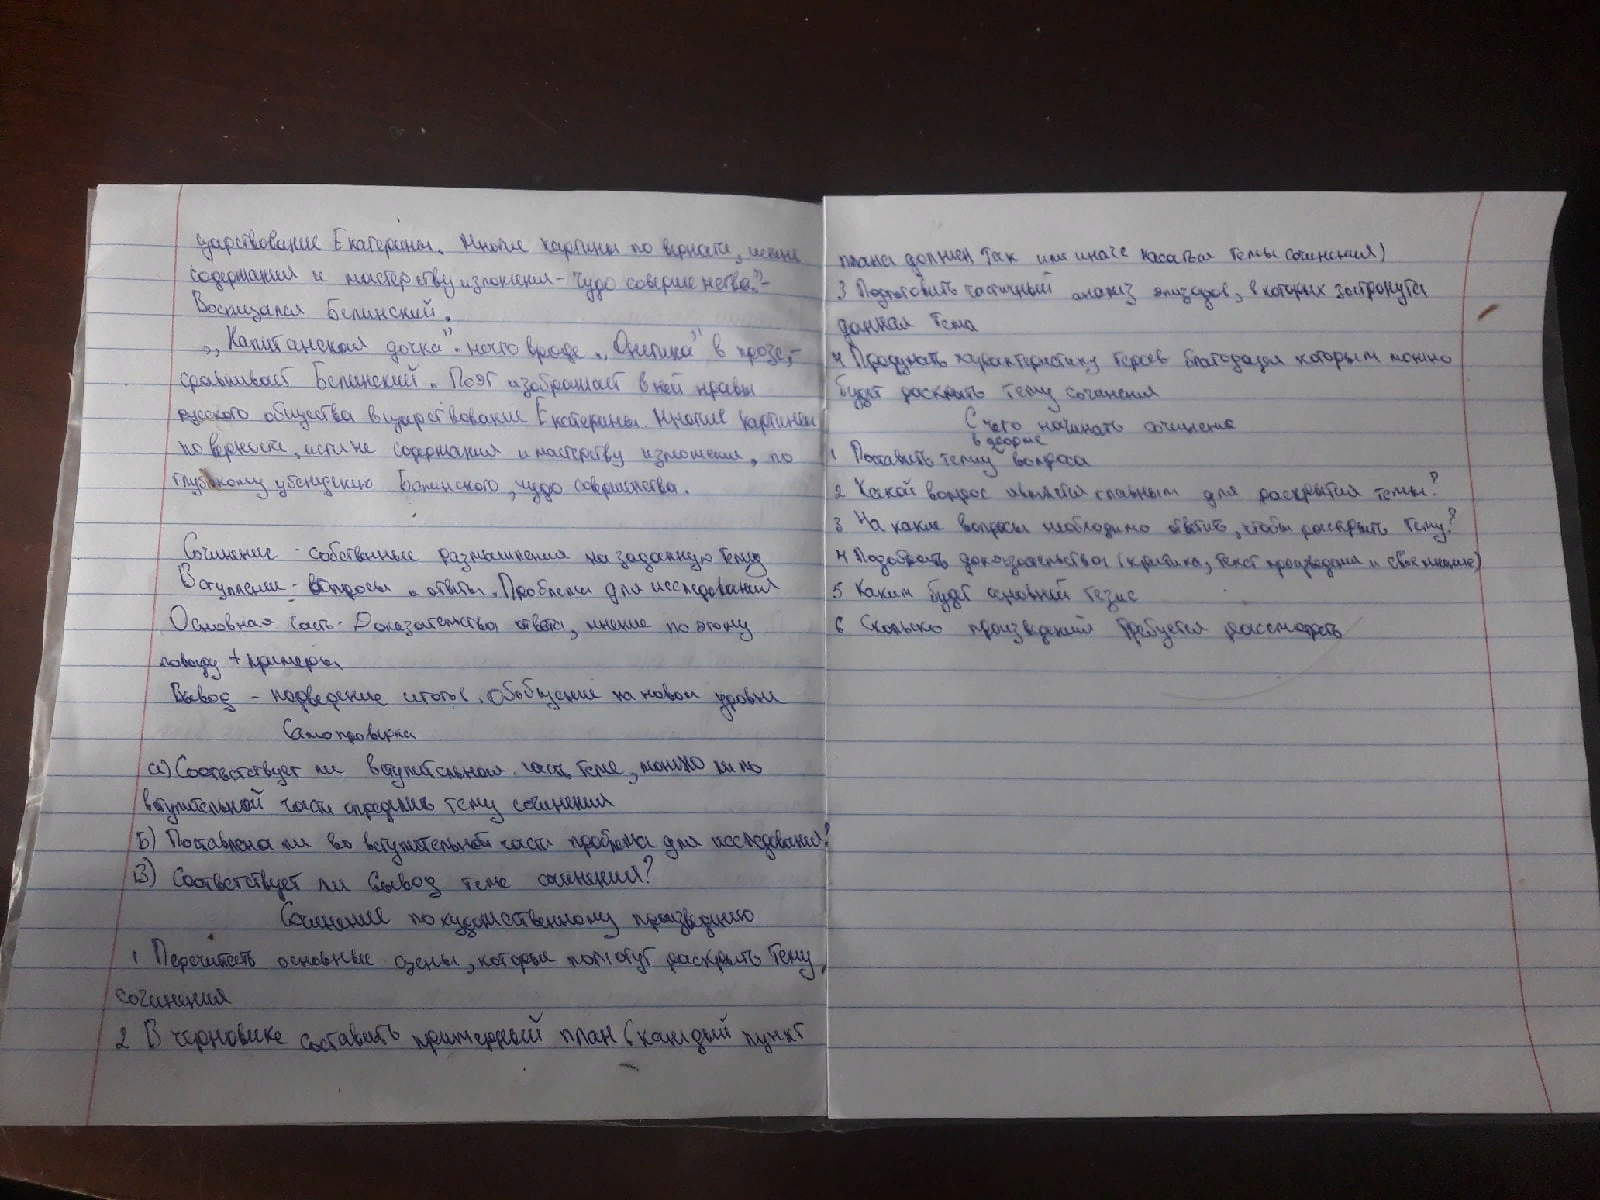 дарствование Екатерины. Многие картины по верности, истине
содержания и мастерству изложения - чудо совершенства"-
Восхищался Белинский.
"Капитанская дочка"- нечто вроде "Онегина" в прозе,-
сравнивает Белинский. Поэт изображает в ней нравы
русского общества в царствование Екатерины. Многие картины
по верности, истине содержания и мастерству изложения, по
глубокому убеждению Белинского, чудо совершенства.
Сочинение - собственные размышления на заданную тему
Вступление - Вопросы и ответы. Проблема для исследования
Основная часть - Доказательства ответа, мнение по этому
поводу + примеры
Вывод - подведение итогов. Обобщение на новом уровне
Самопроверка
а) Соответствует ли вступительная часть теме, можно ли по
вступительной части определить тему сочинения
Б) Поставлена ли во вступительной части проблема для исследования?
В) Соответствует ли вывод теме сочинения?
Сочинение по художественному произведению
1 Перечитать основные сцены, которые помогут раскрыть тему
сочинения
2 В черновике составить примерный план (каждый пункт
плана должен так или иначе касаться темы сочинения)
3 Подготовить частичный анализ эпизодов, в которых затронута
данная тема
4 Продумать характеристику героев благодаря которым можно
будет раскрыть тему сочинения
С чего начинать сочинение
1 Поставить тему в форме вопроса
2 Какой вопрос является главным для раскрытия темы?
3 На какие вопросы необходимо ответить, чтобы раскрыть тему?
4 Подобрать доказательства (критика, текст произведения и свое мнение)
5 Каким будет основной тезис
6 Сколько произведений требуется рассмотреть